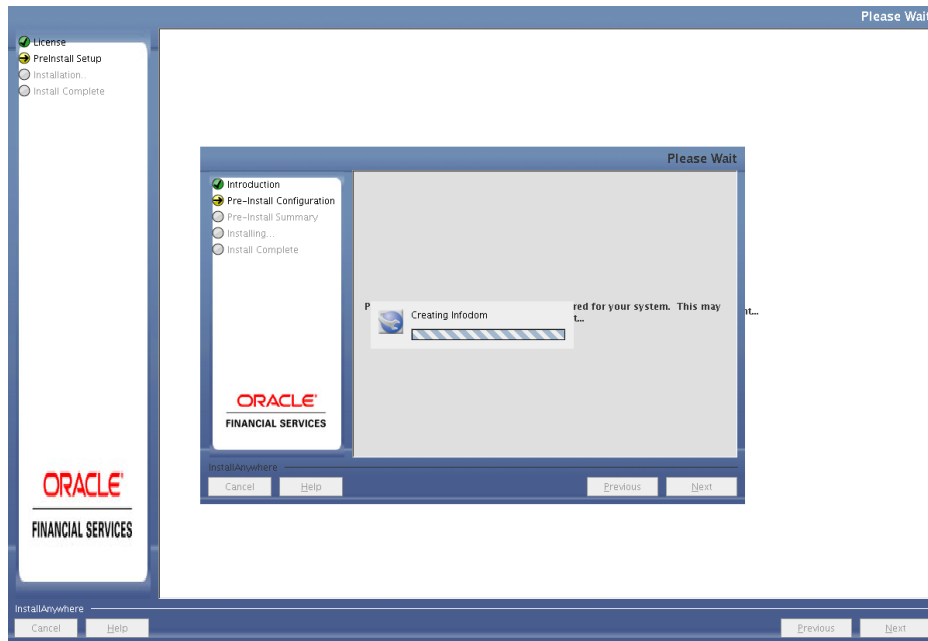 Please Wait
License
PreInstall Setup
Installation..
Install Complete
Please Wait
Introduction
Pre-Install Configuration
Pre-Install Summary
Installing...
Install Complete
P
red for your system. This may
t...
nt...
Creating Infodom
ORACLE
FINANCIAL SERVICES
InstallAnywhere
Cancel
Help
Previous
Next
ORACLE
FINANCIAL SERVICES
InstallAnywhere
Cancel
Help
Previous
Next